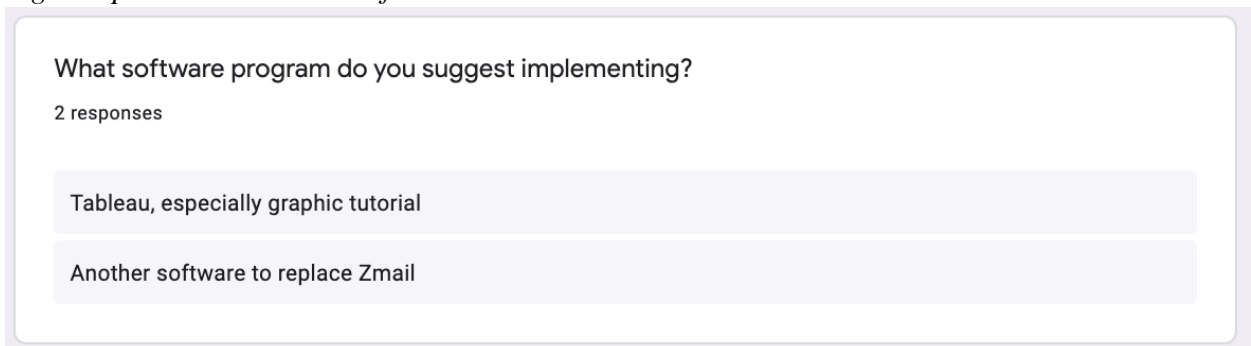 What software program do you suggest implementing?
2 responses
Tableau, especially graphic tutorial
Another software to replace Zmail